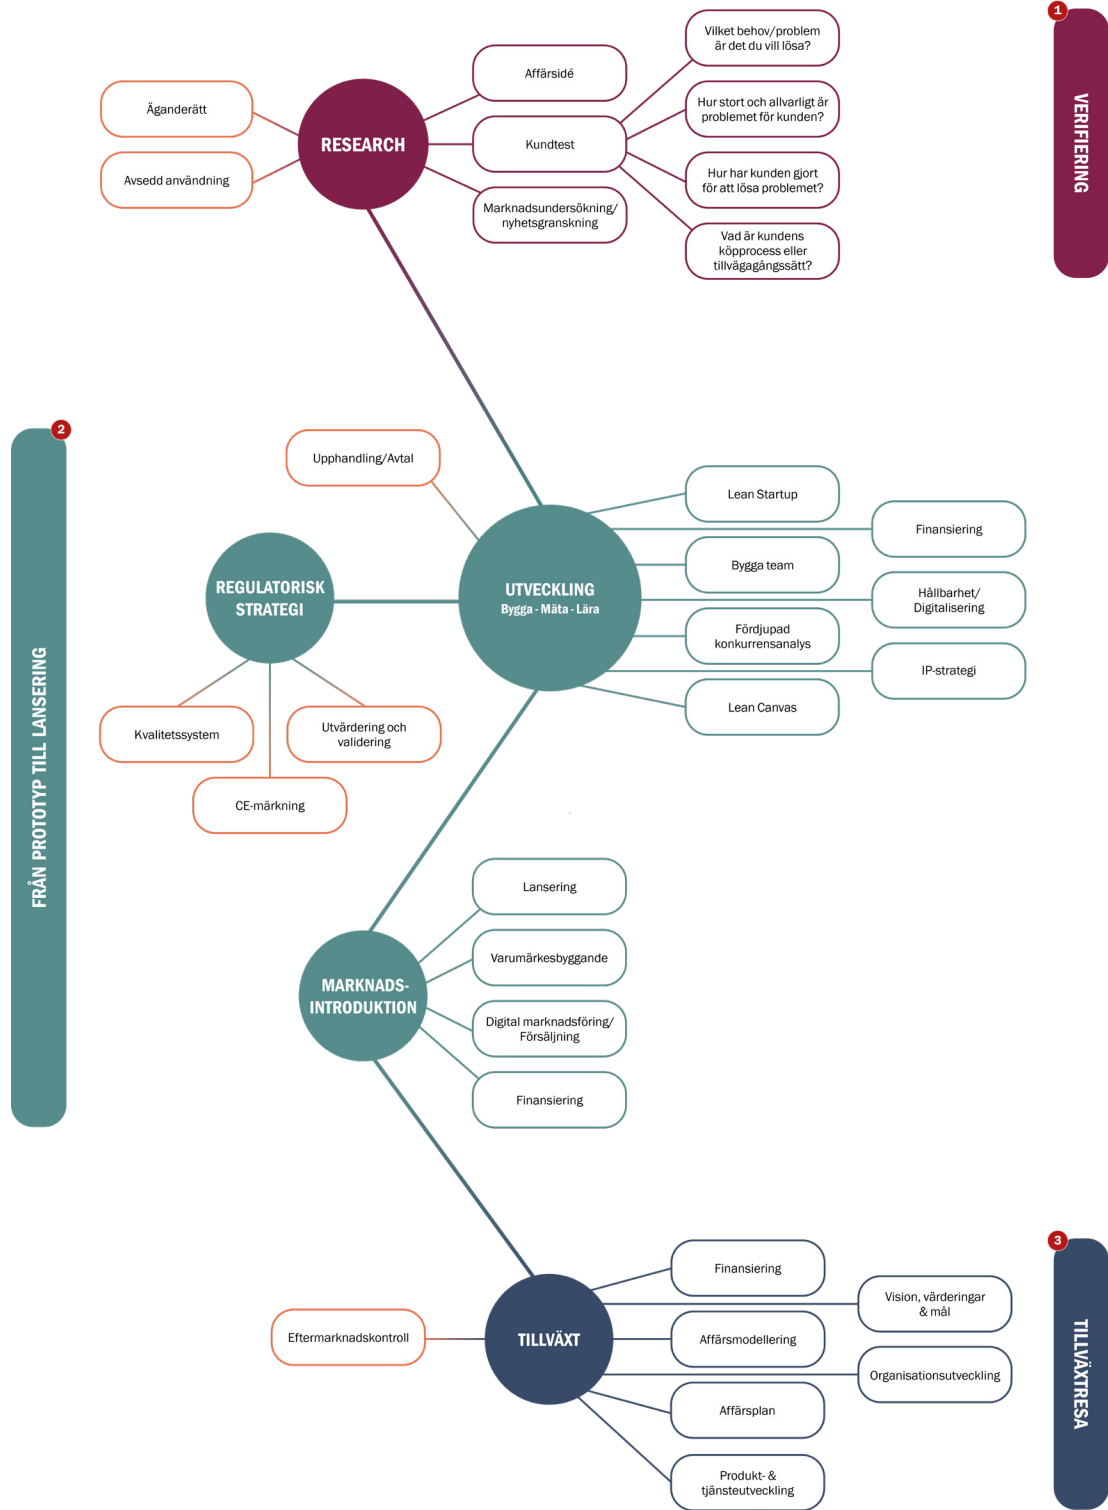 1
VERIFIERING
Vilket behov/problem
är det du vill lösa?
Affärsidé
Äganderätt
Hur stort och allvarligt är
problemet för kunden?
RESEARCH
Kundtest
Avsedd användning
Hur har kunden gjort
för att lösa problemet?
Marknadsundersökning/
nyhetsgranskning
Vad är kundens
köpprocess eller
tillvägagångssätt?
2
FRÅN PROTOTYP TILL LANSERING
Upphandling/Avtal
Lean Startup
Finansiering
Bygga team
REGULATORISK
STRATEGI
UTVECKLING
Bygga - Mäta - Lära
Hållbarhet/
Digitalisering
Fördjupad
konkurrensanalys
IP-strategi
Lean Canvas
Kvalitetssystem
Utvärdering och
validering
CE-märkning
Lansering
Varumärkesbyggande
MARKNADS-
INTRODUKTION
Digital marknadsföring/
Försäljning
Finansiering
3
TILLVÄXTRESA
Finansiering
Vision, värderingar
& mål
Eftermarknadskontroll
TILLVÄXT
Affärsmodellering
Organisationsutveckling
Affärsplan
Produkt- &
tjänsteutveckling